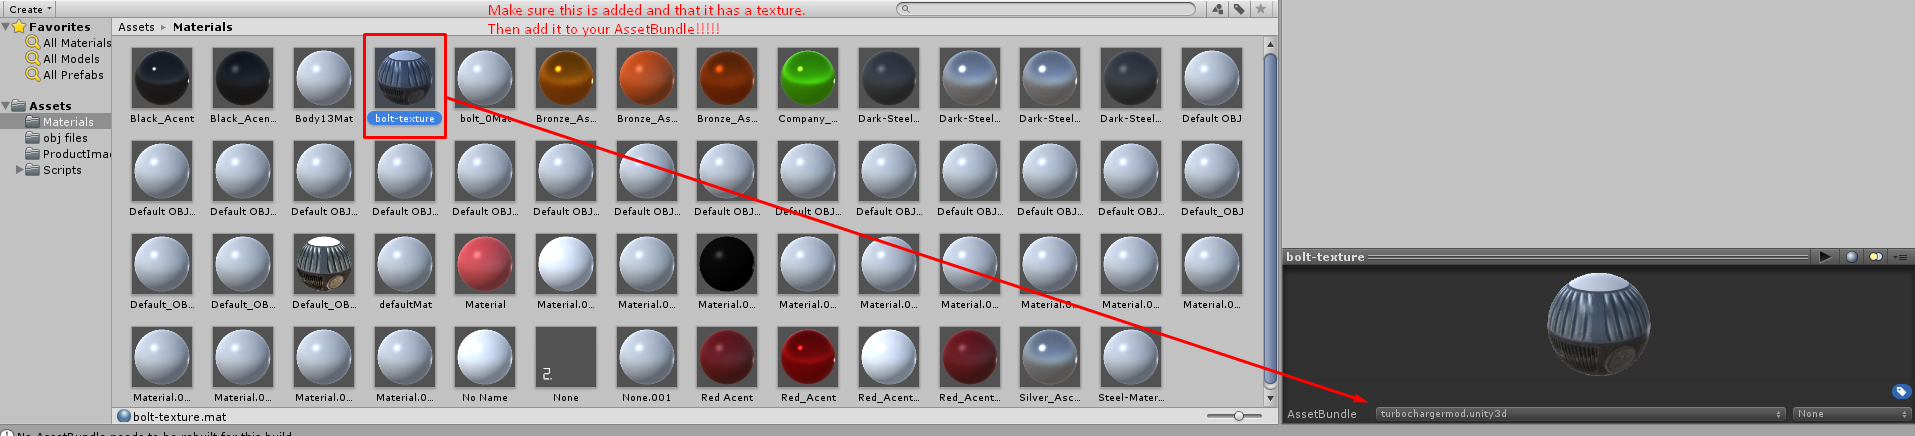 Create
Make sure this is added and that it has a texture.
Then add it to your AssetBundle!!!!!
Favorites
All Materials
All Models
All Prefabs
Assets
Materials
obj files
ProductIma
Scripts
Assets ▸ Materials
Black_Acent Black_Acen... Body13Mat bolt-texture bolt_0Mat Bronze_As... Bronze_As... Bronze_As... Company_... Dark-Steel... Dark-Steel... Dark-Steel... Dark-Steel... Default OBJ
Default OBJ... Default OBJ... Default OBJ... Default OBJ... Default OBJ... Default OBJ... Default OBJ... Default OBJ... Default OBJ... Default OBJ... Default OBJ... Default OBJ... Default OBJ... Default_OBJ
Default_OB... Default_OB... Default_OB... defaultMat Material Material.0... Material.0... Material.0... Material.0... Material.0... Material.0... Material.0... Material.0... Material.0...
2.
Material.0... Material.0... Material.0... Material.0... No Name None None.001 Red Acent Red_Acent Red_Acent... Red_Acent... Silver_Asc... Steel-Mater...
bolt-texture.mat
No AssetBundle needs to be rebuilt for this build
bolt-texture
AssetBundle turbochargermod.unity3d None